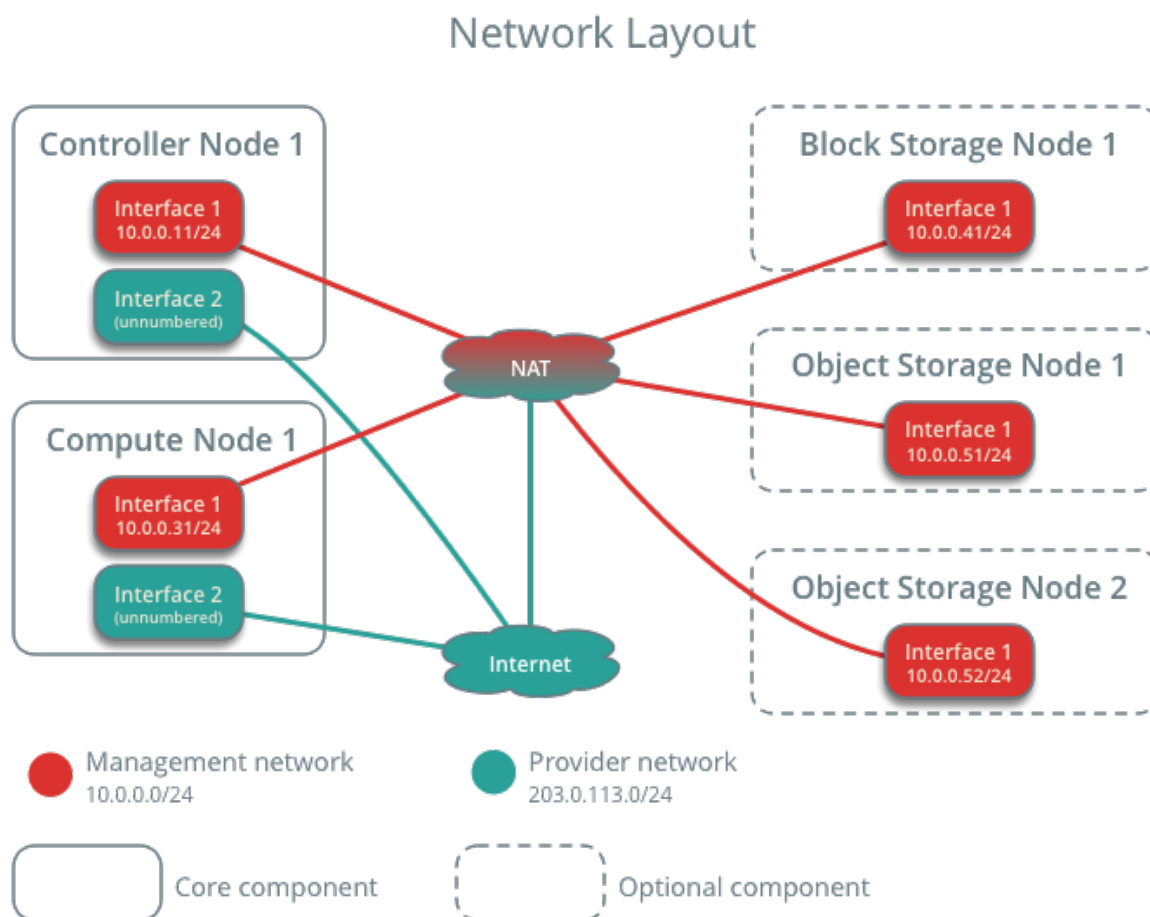 Network Layout
Controller Node 1
Interface 1
10.0.0.11/24
Interface 2
(unnumbered)
Compute Node 1
Interface 1
10.0.0.31/24
Interface 2
(unnumbered)
NAT
Internet
Block Storage Node 1
Interface 1
10.0.0.41/24
Object Storage Node 1
Interface 1
10.0.0.51/24
Object Storage Node 2
Interface 1
10.0.0.52/24
Management network
10.0.0.0/24
Provider network
203.0.113.0/24
Core component
Optional component